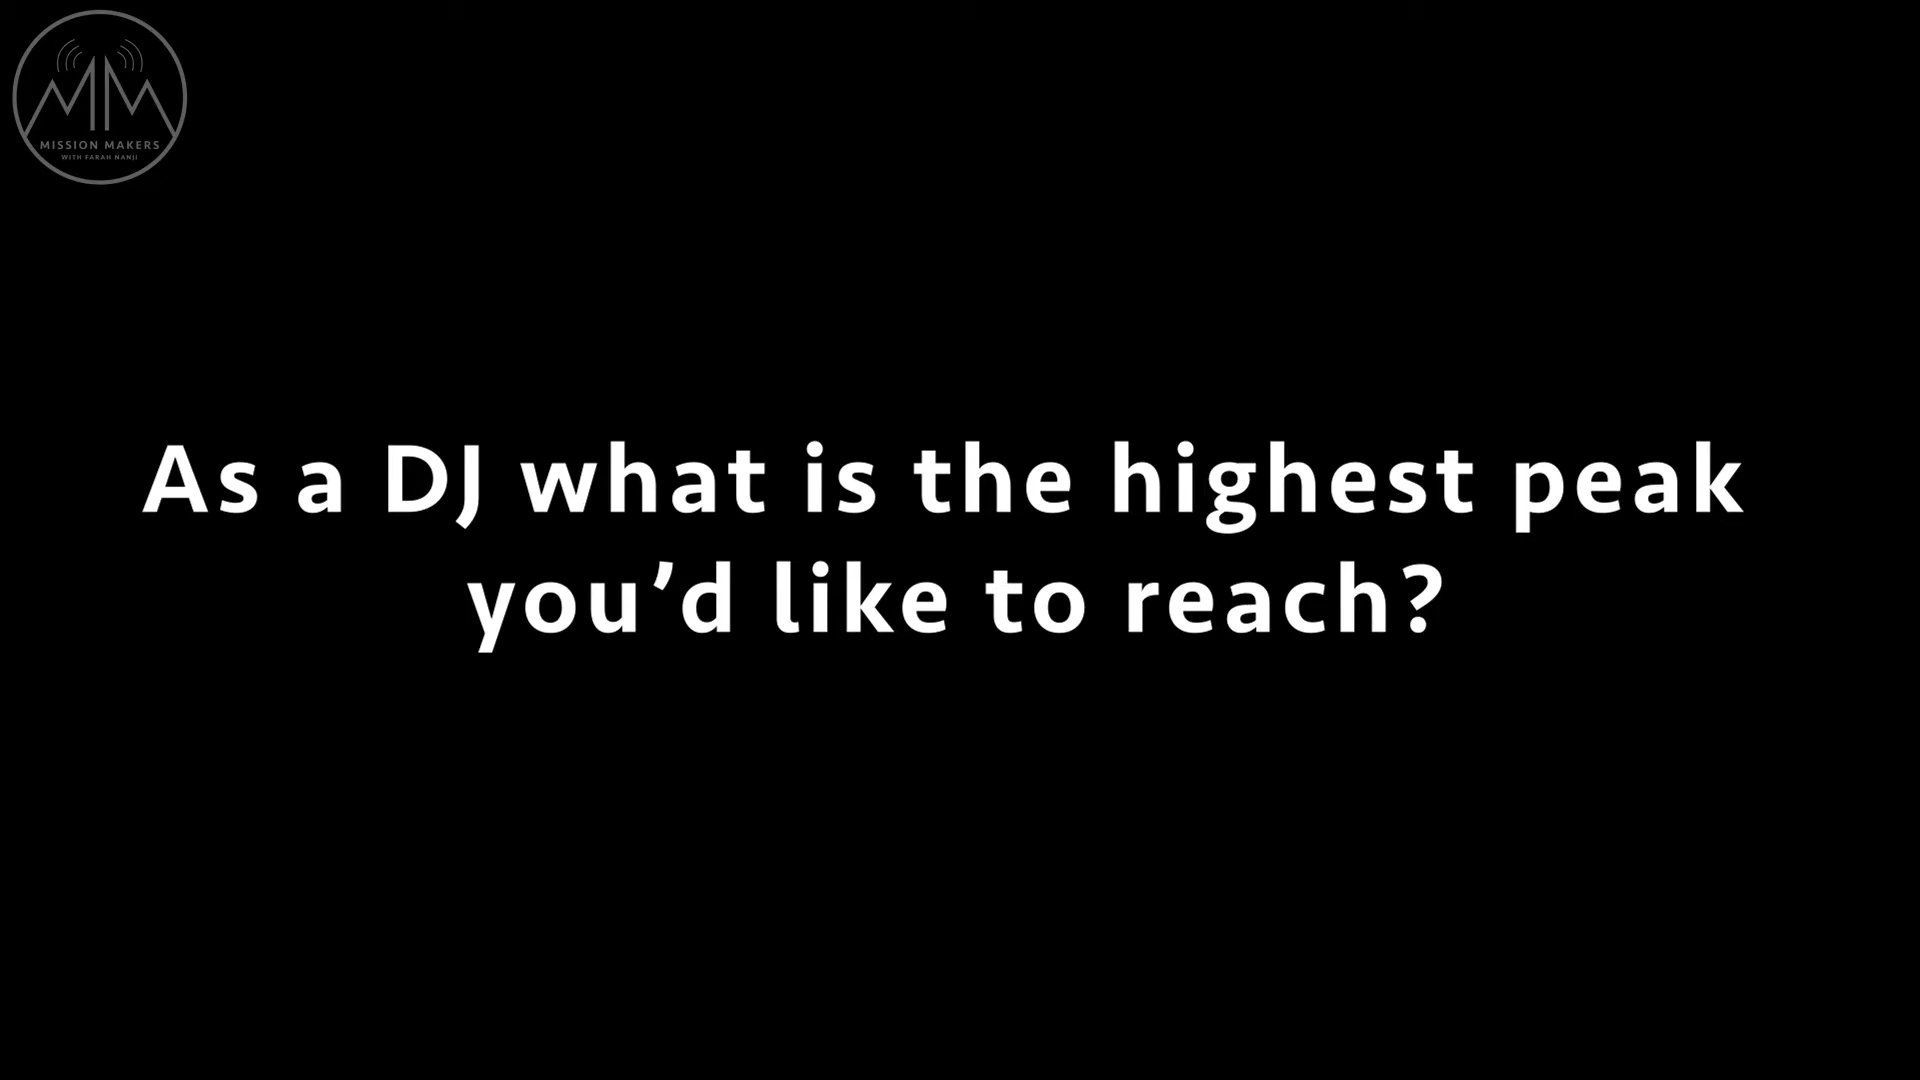 MISSION MAKERS
WITH FARAH NANJI
As a DJ what is the highest peak
you’d like to reach?